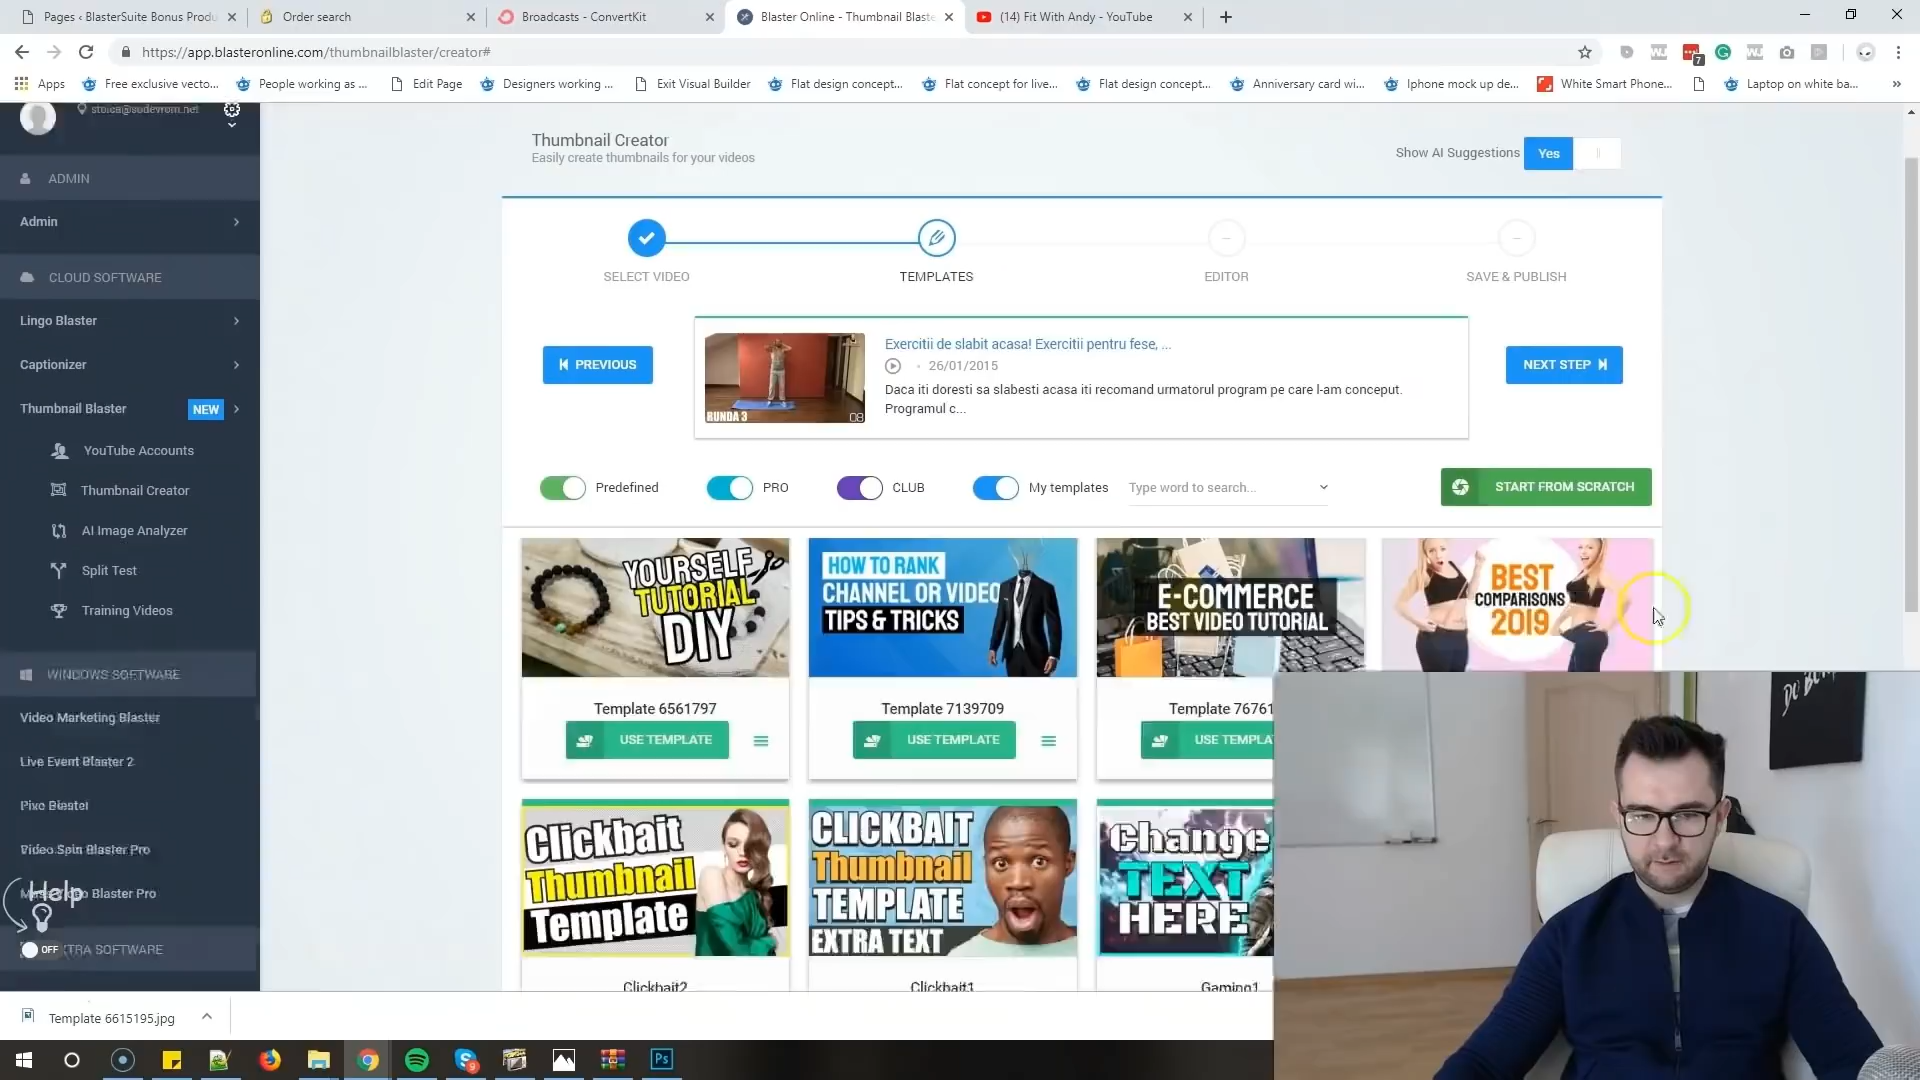 Pages ‹ BlasterSuite Bonus Produ
Order search
Broadcasts - ConvertKit
Blaster Online - Thumbnail Blaste
(14) Fit With Andy - YouTube
https://app.blasteronline.com/thumbnailblaster/creator#
7
Apps
Free exclusive vecto...
People working as ...
Edit Page
Designers working ...
Exit Visual Builder
Flat design concept...
Flat concept for live...
Flat design concept...
Anniversary card wi...
Iphone mock up de...
White Smart Phone...
Laptop on white ba...
stoica@sodevrom.net
ADMIN
Admin
CLOUD SOFTWARE
Lingo Blaster
Captionizer
Thumbnail Blaster
NEW
YouTube Accounts
Thumbnail Creator
AI Image Analyzer
Split Test
Training Videos
WINDOWS SOFTWARE
Video Marketing Blaster
Live Event Blaster 2
Pixo Blaster
Video Spin Blaster Pro
Blaster Pro
Help
OFF
XTRA SOFTWARE
Thumbnail Creator
Easily create thumbnails for your videos
Show AI Suggestions
Yes
SELECT VIDEO
TEMPLATES
EDITOR
SAVE & PUBLISH
PREVIOUS
RUNDA 3
08
Exercitii de slabit acasa! Exercitii pentru fese, ...
26/01/2015
Daca iti doresti sa slabesti acasa iti recomand urmatorul program pe care l-am conceput.
Programul c...
NEXT STEP
Predefined
PRO
CLUB
My templates
Type word to search...
START FROM SCRATCH
YOURSELF
TUTORIAL
DIY
HOW TO RANK
CHANNEL OR VIDEO
TIPS & TRICKS
E-COMMERCE
BEST VIDEO TUTORIAL
BEST
COMPARISONS
2019
Template 6561797
USE TEMPLATE
Template 7139709
USE TEMPLATE
Template 76761
USE TEMPLA
Clickbait
Thumbnail
Template
CLICKBAIT
Thumbnail
TEMPLATE
EXTRA TEXT
Change
TEXT
HERE
Clickbait2
Clickbait1
Gaming1
Template 6615195.jpg
9
Ps